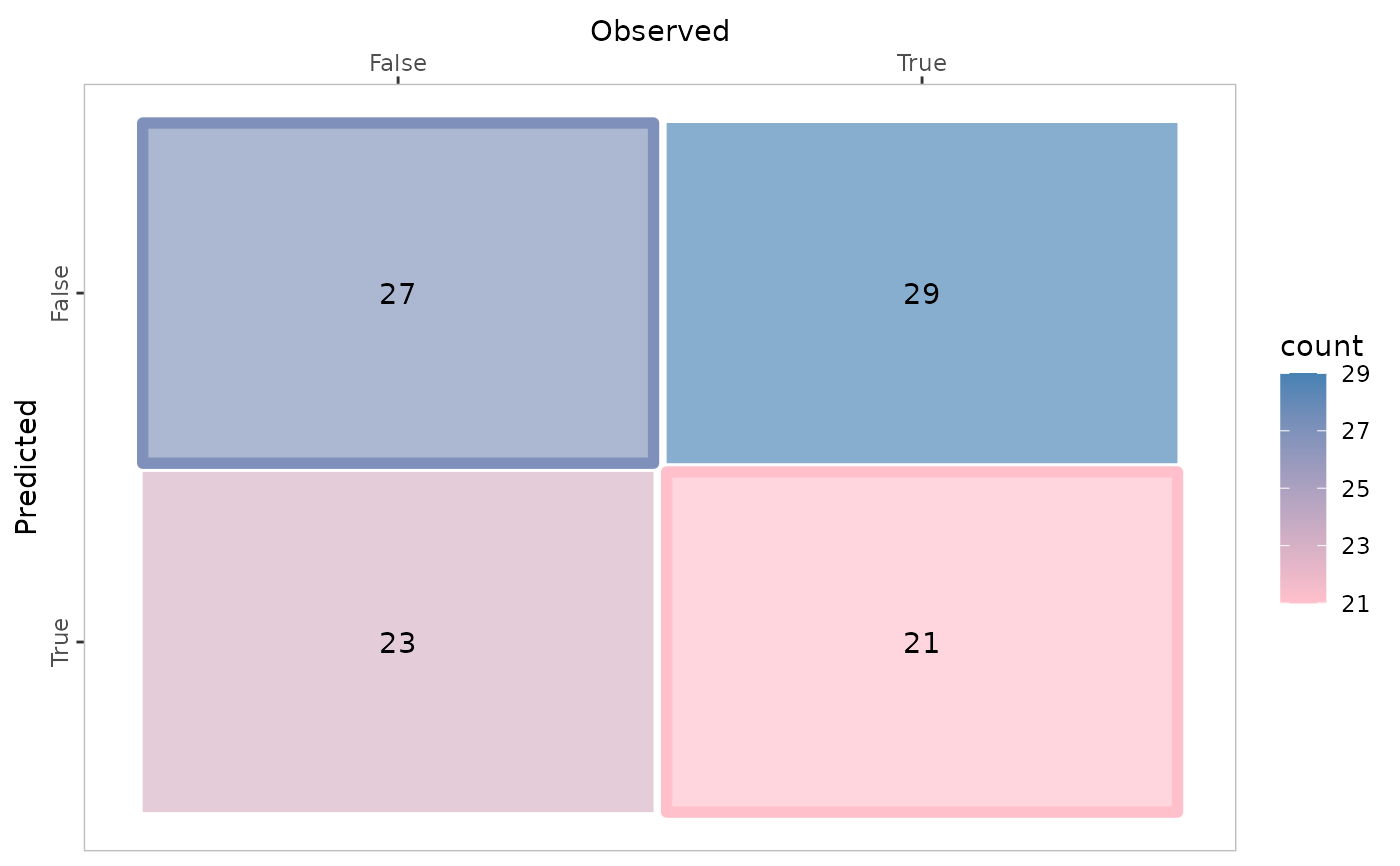 Observed
False True
False
27 29
Predicted
True
23 21
count
29
27
25
23
21